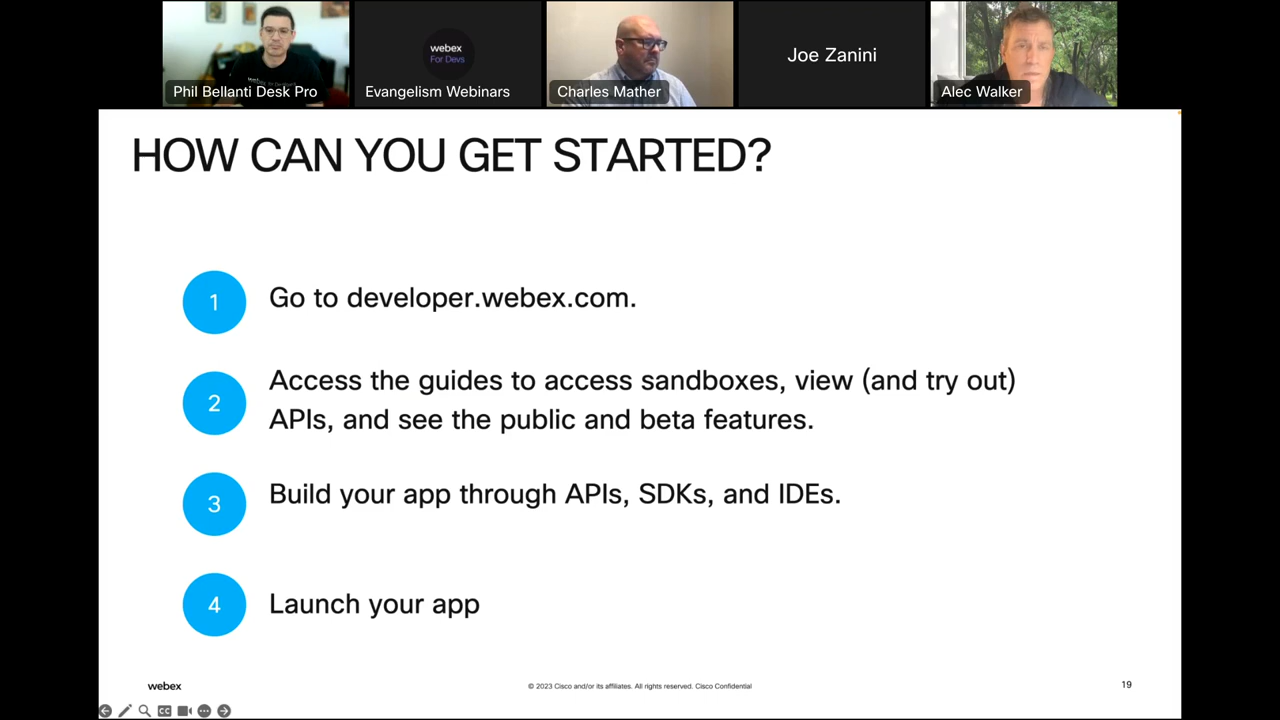 webex
For Devs
Joe Zanini
Phil Bellanti Desk Pro
Evangelism Webinars
Charles Mather
Alec Walker
HOW CAN YOU GET STARTED?
1
Go to developer.webex.com.
2
Access the guides to access sandboxes, view (and try out)
APIs, and see the public and beta features.
3
Build your app through APIs, SDKs, and IDEs.
4
Launch your app
webex
© 2023 Cisco and/or its affiliates. All rights reserved. Cisco Confidential
19
CC